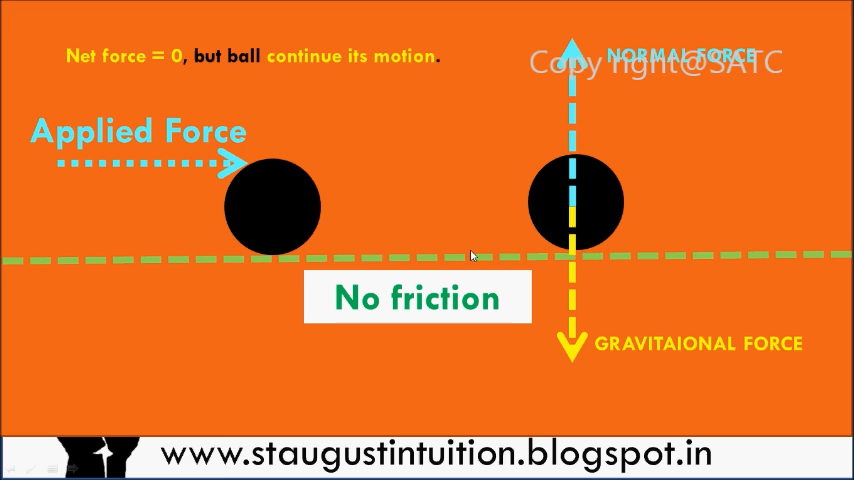 Net force = 0, but ball continue its motion.
NORMAL FORCE
Copy right@SATC
Applied Force
No friction
GRAVITAIONAL FORCE
www.staugustintuition.blogspot.in